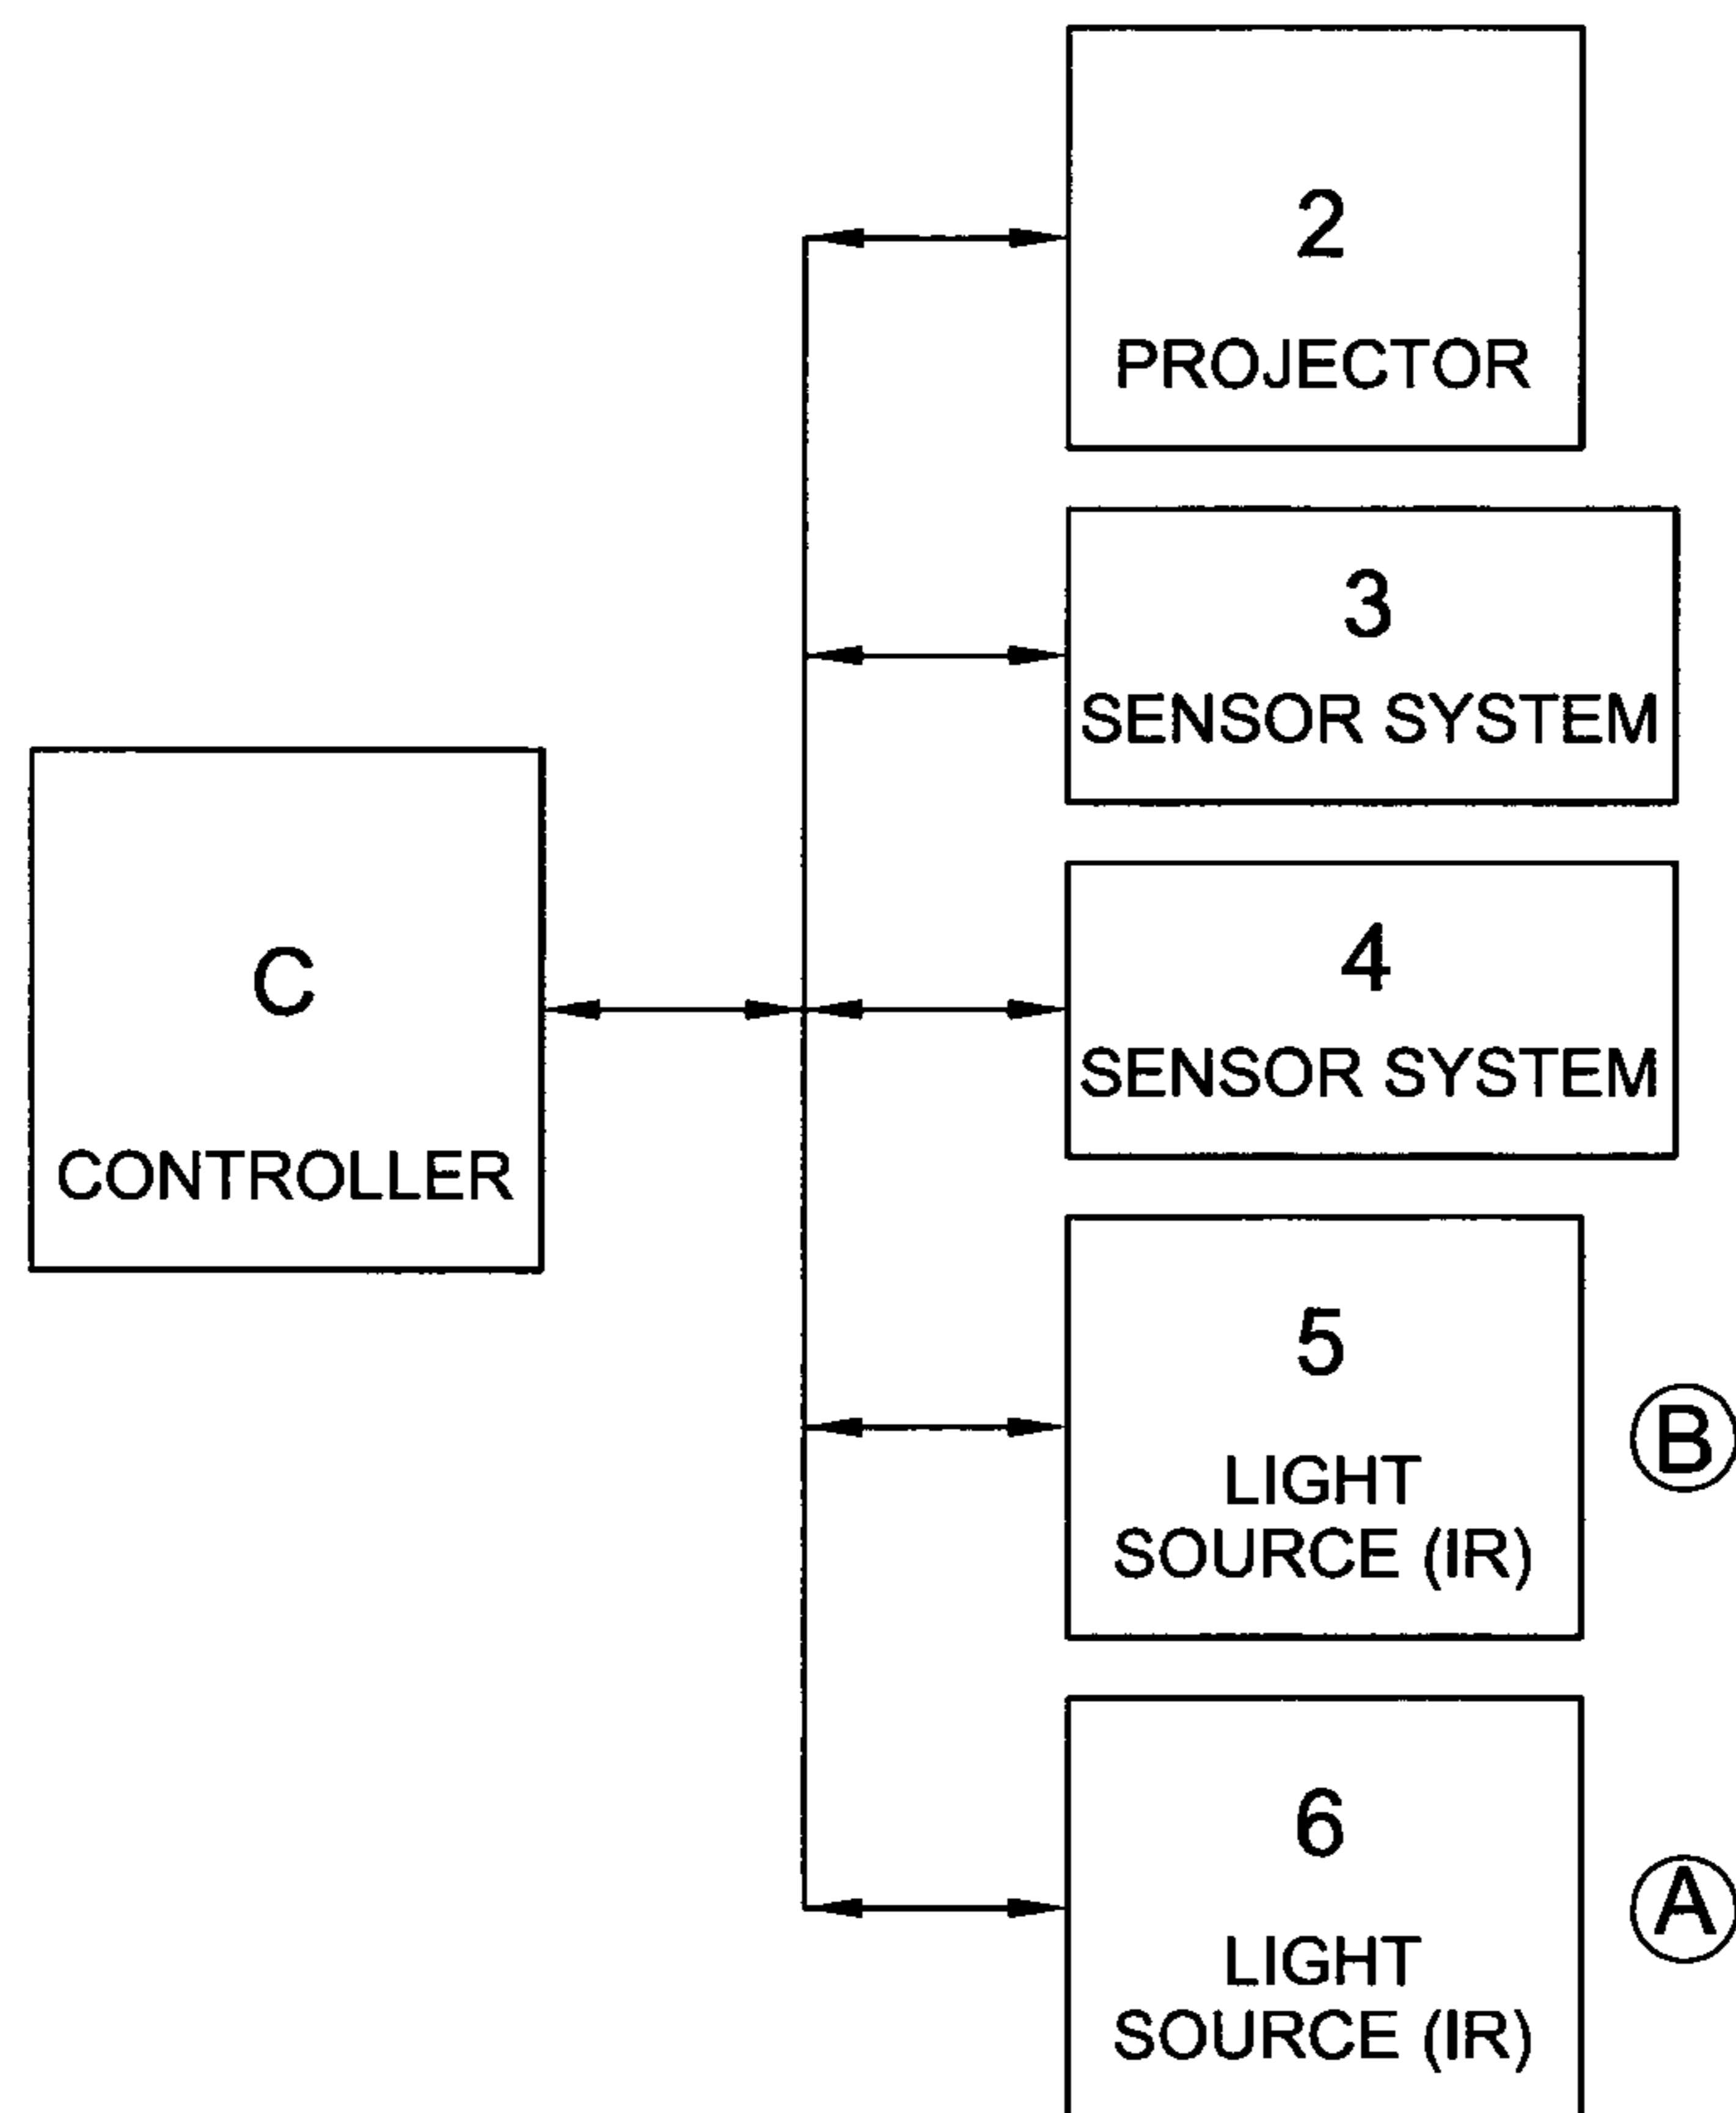 2
PROJECTOR
3
SENSOR SYSTEM
C
CONTROLLER
4
SENSOR SYSTEM
5
LIGHT
SOURCE (IR)
B
6
LIGHT
SOURCE (IR)
A